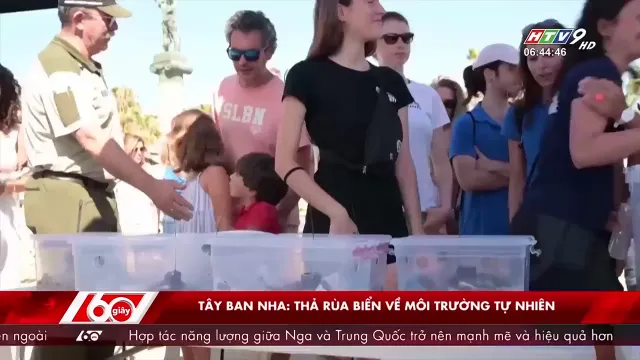 HTV9 HD
06:44:46
SLBN
60 giây
TÂY BAN NHA: THẢ RÙA BIỂN VỀ MÔI TRƯỜNG TỰ NHIÊN
ễn ngoài
60
Hợp tác năng lượng giữa Nga và Trung Quốc trở nên mạnh mẽ và hiệu quả hơn